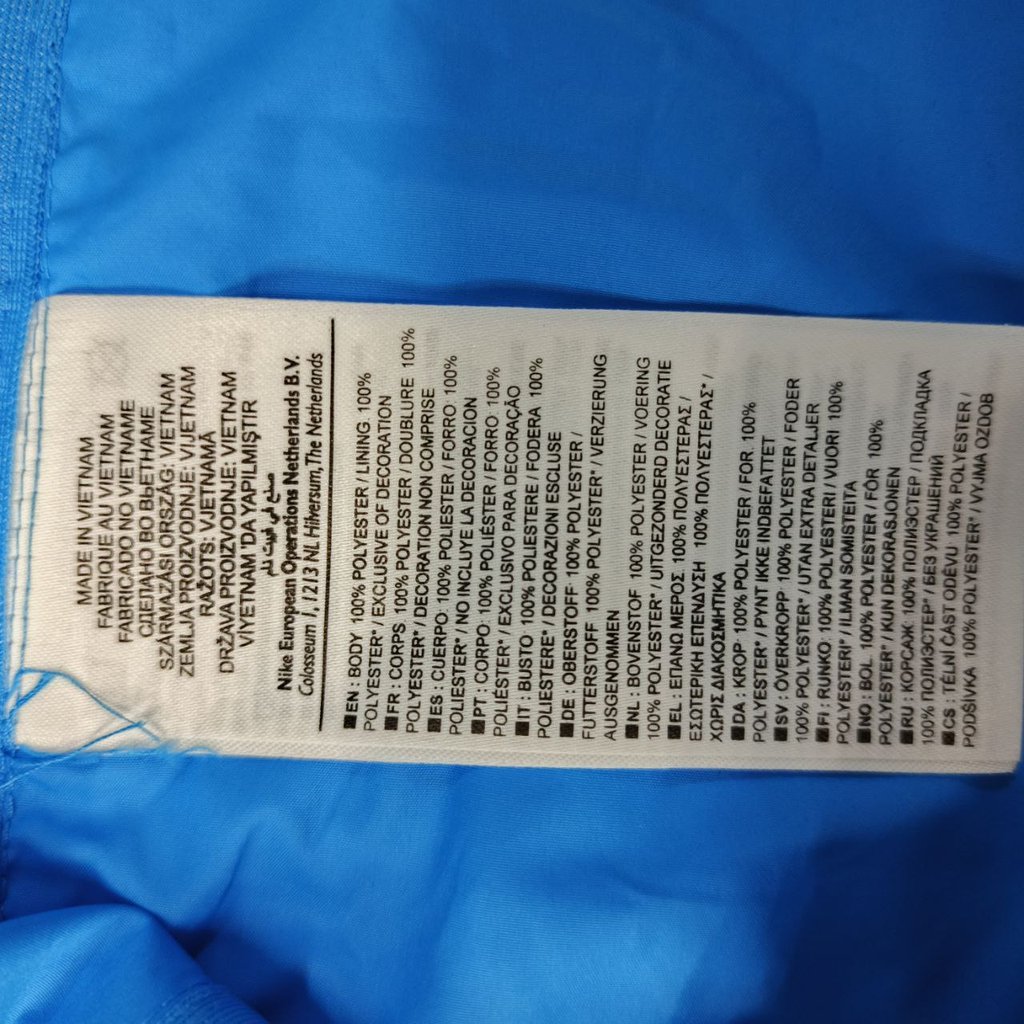 MADE IN VIETNAM
FABRIQUE AU VIETNAM
FABRICADO NO VIETNAME
СДЕЛАНО ВО ВЬЕТНАМЕ
SZÁRMAZÁSI ORSZÁG: VIETNAM
ZEMLJA PROIZVODNJE: VIJETNAM
RAŽOTS: VJETNAMĀ
DRŽAVA PROIZVODNJE: VIETNAM
VİYETNAM'DA YAPILMIŞTIR
صنع في فييت نام
Nike European Operations Netherlands B.V.
Colosseum 1, 1213 NL Hilversum, The Netherlands
EN : BODY 100% POLYESTER / LINING 100%
POLYESTER* / EXCLUSIVE OF DECORATION
FR : CORPS 100% POLYESTER / DOUBLURE 100%
POLYESTER* / DECORATION NON COMPRISE
ES : CUERPO: 100% POLIESTER / FORRO: 100%
POLIESTER* / NO INCLUYE LA DECORACION
PT : CORPO: 100% POLIÉSTER / FORRO: 100%
POLIÉSTER* / EXCLUSIVO PARA DECORAÇÃO
IT : BUSTO 100% POLIESTERE / FODERA 100%
POLIESTERE* / DECORAZIONI ESCLUSE
DE : OBERSTOFF 100% POLYESTER /
FUTTERSTOFF 100% POLYESTER* / VERZIERUNG
AUSGENOMMEN
NL : BOVENSTOF 100% POLYESTER / VOERING
100% POLYESTER* / UITGEZONDERD DECORATIE
EL : ΕΠΑΝΩ ΜΕΡΟΣ 100% ΠΟΛΥΕΣΤΕΡΑΣ /
ΕΣΩΤΕΡΙΚΗ ΕΠΕΝΔΥΣΗ 100% ΠΟΛΥΕΣΤΕΡΑΣ* /
ΧΩΡΙΣ ΔΙΑΚΟΣΜΗΤΙΚΑ
DA : KROP 100% POLYESTER / FOR 100%
POLYESTER* / PYNT IKKE INDBEFATTET
SV : ÖVERKROPP 100% POLYESTER / FODER
100% POLYESTER* / UTAN EXTRA DETALJER
FI : RUNKO: 100% POLYESTERI / VUORI 100%
POLYESTERI* / ILMAN SOMISTEITA
NO : BOL 100% POLYESTER / FÔR 100%
POLYESTER* / KUN DEKORASJONEN
RU : КОРСАЖ: 100% ПОЛИЭСТЕР / ПОДКЛАДКА
100% ПОЛИЭСТЕР* / БЕЗ УКРАШЕНИЙ
CS : TĚLNÍ ČÁST ODĚVU 100% POLYESTER /
PODŠÍVKA 100% POLYESTER* / VYJMA OZDOB